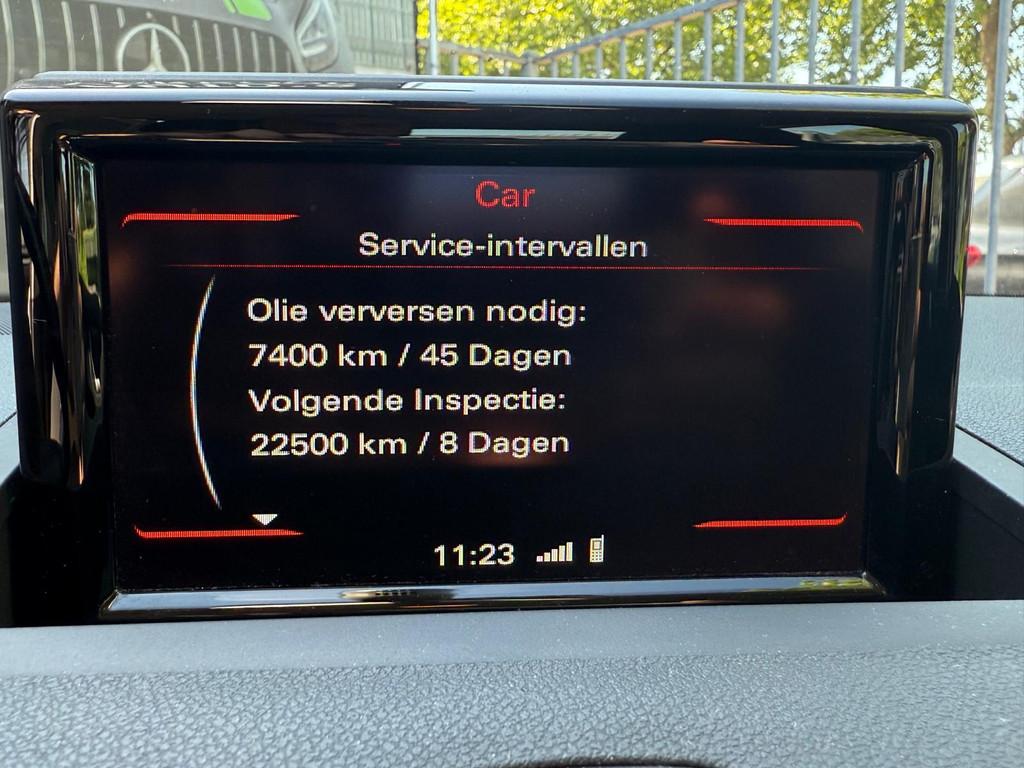 Car
Service-intervallen
Olie verversen nodig:
7400 km / 45 Dagen
Volgende Inspectie:
22500 km / 8 Dagen
11:23